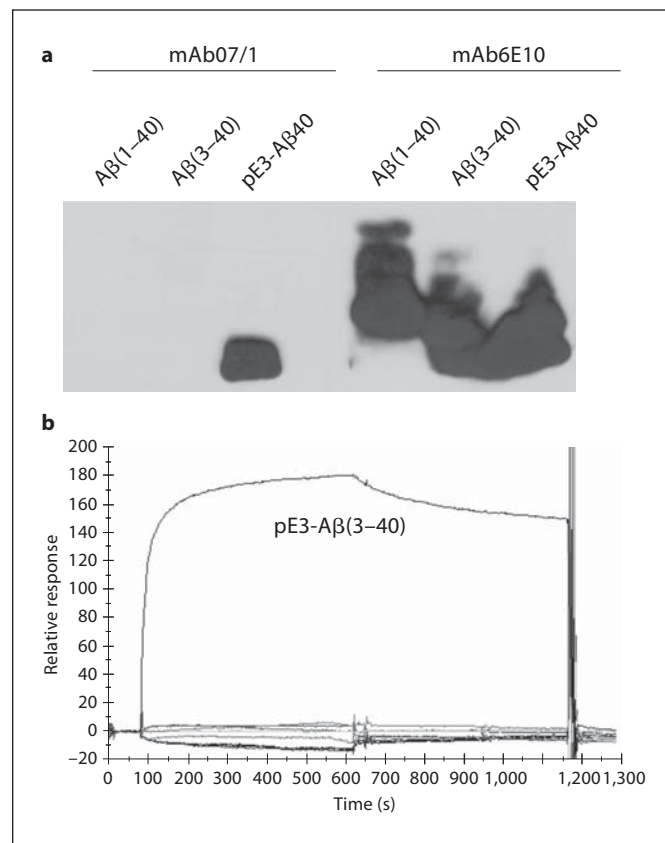 a
mAb07/1 mAb6E10
Aβ(1–40) Aβ(3–40) pE3-Aβ40 Aβ(1–40) Aβ(3–40) pE3-Aβ40
b
200
180
160
140
120
100
80
60
40
20
0
–20
Relative response
pE3-Aβ(3–40)
0 100 200 300 400 500 600 700 800 900 1,000 1,200 1,300
Time (s)